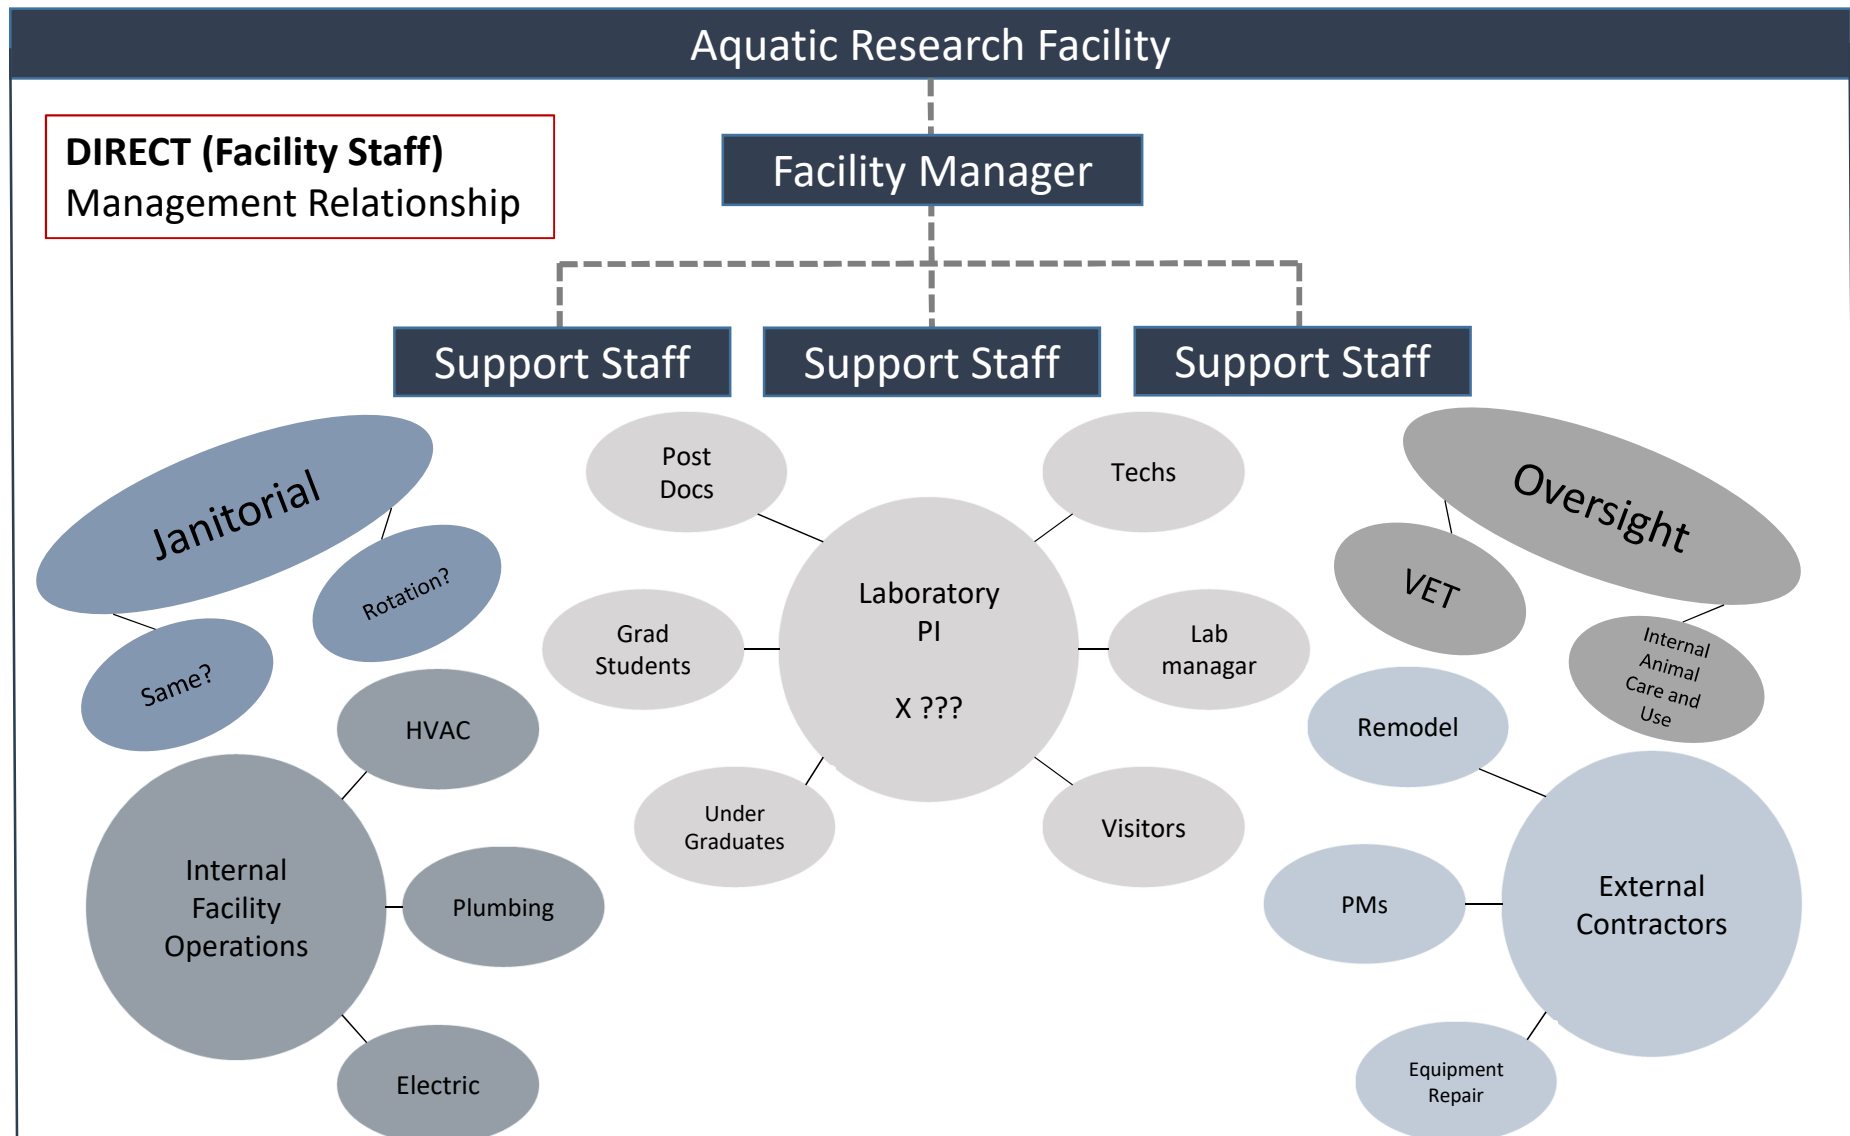 Aquatic Research Facility
DIRECT (Facility Staff)
Management Relationship
Facility Manager
Support Staff
Support Staff
Support Staff
Janitorial
Rotation?
Same?
Post
Docs
Techs
Laboratory
PI
X ???
Grad
Students
Lab
managar
Under
Graduates
Visitors
Oversight
VET
Internal
Animal
Care and
Use
HVAC
Internal
Facility
Operations
Plumbing
Electric
Remodel
PMs
External
Contractors
Equipment
Repair